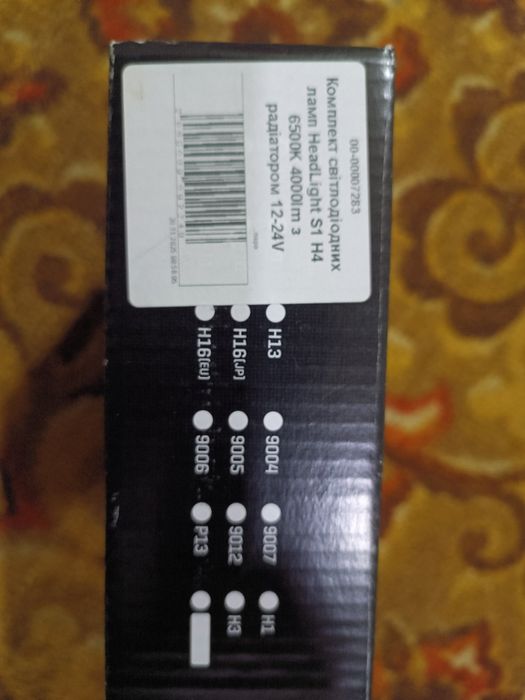 00-00007283
Комплект світлодіодних
ламп HeadLight S1 H4
6500K 4000lm з
радіатором 12-24V
H13
9004
9007
H1
H16(JP)
9005
9012
H3
H16(EU)
9006
P13